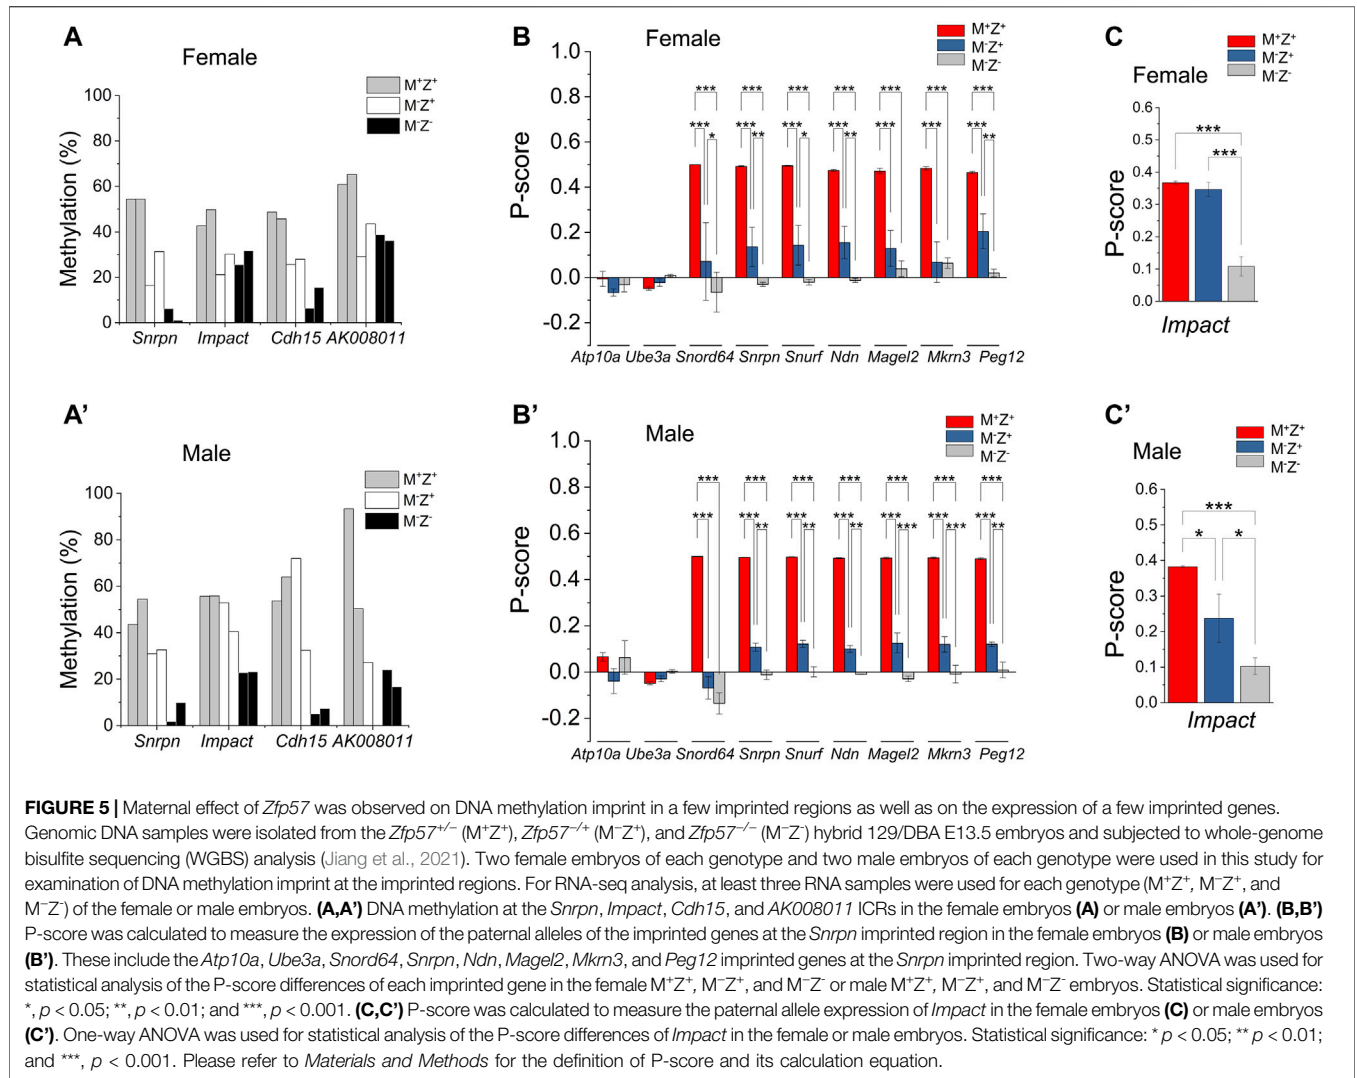 A
Female
M⁺Z⁺
M⁻Z⁺
M⁻Z⁻
Methylation (%)
100
80
60
40
20
0
Snrpn Impact Cdh15 AK008011
B
Female
M⁺Z⁺
M⁻Z⁺
M⁻Z⁻
P-score
1.0
0.8
0.6
0.4
0.2
0.0
-0.2
*** *** *** *** *** *** ***
*** *** *** *** *** *** ***
* ** * ** **
Atp10a Ube3a Snord64 Snrpn Snurf Ndn Magel2 Mkrn3 Peg12
C
Female
M⁺Z⁺
M⁻Z⁺
M⁻Z⁻
P-score
0.6
0.5
0.4
0.3
0.2
0.1
0.0
***
***
Impact
A’
Male
M⁺Z⁺
M⁻Z⁺
M⁻Z⁻
Methylation (%)
100
80
60
40
20
0
Snrpn Impact Cdh15 AK008011
B’
Male
M⁺Z⁺
M⁻Z⁺
M⁻Z⁻
P-score
1.0
0.8
0.6
0.4
0.2
0.0
-0.2
*** *** *** *** *** *** ***
*** *** *** *** *** *** ***
** ** ** *** *** **
Atp10a Ube3a Snord64 Snrpn Snurf Ndn Magel2 Mkrn3 Peg12
C’
Male
M⁺Z⁺
M⁻Z⁺
M⁻Z⁻
P-score
0.6
0.5
0.4
0.3
0.2
0.1
0.0
***
* *
Impact
FIGURE 5 | Maternal effect of Zfp57 was observed on DNA methylation imprint in a few imprinted regions as well as on the expression of a few imprinted genes.
Genomic DNA samples were isolated from the Zfp57⁺/⁻ (M⁺Z⁺), Zfp57⁻/⁺ (M⁻Z⁺), and Zfp57⁻/⁻ (M⁻Z⁻) hybrid 129/DBA E13.5 embryos and subjected to whole-genome
bisulfite sequencing (WGBS) analysis (Jiang et al., 2021). Two female embryos of each genotype and two male embryos of each genotype were used in this study for
examination of DNA methylation imprint at the imprinted regions. For RNA-seq analysis, at least three RNA samples were used for each genotype (M⁺Z⁺, M⁻Z⁺, and
M⁻Z⁻) of the female or male embryos. (A,A’) DNA methylation at the Snrpn, Impact, Cdh15, and AK008011 ICRs in the female embryos (A) or male embryos (A’). (B,B’)
P-score was calculated to measure the expression of the paternal alleles of the imprinted genes at the Snrpn imprinted region in the female embryos (B) or male embryos
(B’). These include the Atp10a, Ube3a, Snord64, Snrpn, Ndn, Magel2, Mkrn3, and Peg12 imprinted genes at the Snrpn imprinted region. Two-way ANOVA was used for
statistical analysis of the P-score differences of each imprinted gene in the female M⁺Z⁺, M⁻Z⁺, and M⁻Z⁻ or male M⁺Z⁺, M⁻Z⁺, and M⁻Z⁻ embryos. Statistical significance:
*, p < 0.05; **, p < 0.01; and ***, p < 0.001. (C,C’) P-score was calculated to measure the paternal allele expression of Impact in the female embryos (C) or male embryos
(C’). One-way ANOVA was used for statistical analysis of the P-score differences of Impact in the female or male embryos. Statistical significance: * p < 0.05; ** p < 0.01;
and ***, p < 0.001. Please refer to Materials and Methods for the definition of P-score and its calculation equation.